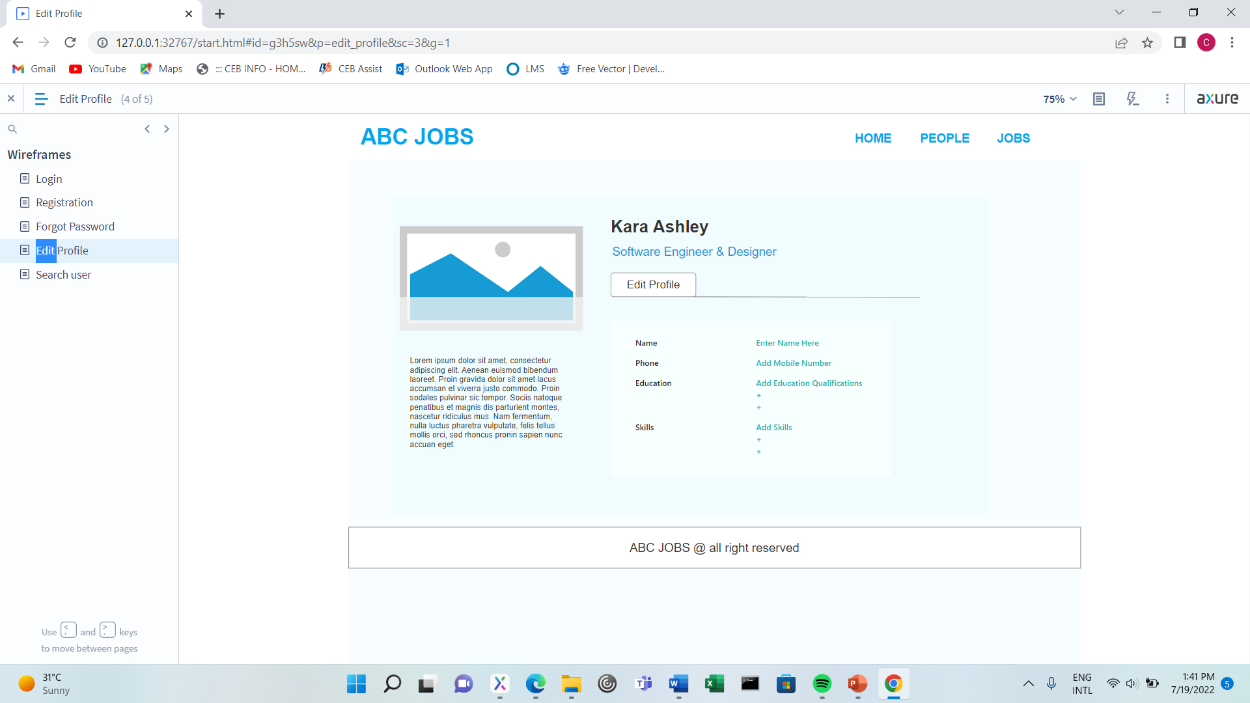 Edit Profile
127.0.0.1:32767/start.html#id=g3h5sw&p=edit_profile&sc=3&g=1
C
Gmail
YouTube
Maps
::: CEB INFO - HOM...
CEB Assist
Outlook Web App
LMS
Free Vector | Devel...
Edit Profile (4 of 5)
75%
axure
Wireframes
Login
Registration
Forgot Password
Edit Profile
Search user
Use < , and > . keys
to move between pages
ABC JOBS
HOME PEOPLE JOBS
Kara Ashley
Software Engineer & Designer
Edit Profile
Lorem ipsum dolor sit amet, consectetur
adipiscing elit. Aenean euismod bibendum
laoreet. Proin gravida dolor sit amet lacus
accumsan et viverra justo commodo. Proin
sodales pulvinar sic tempor. Sociis natoque
penatibus et magnis dis parturient montes,
nascetur ridiculus mus. Nam fermentum,
nulla luctus pharetra vulputate, felis tellus
mollis orci, sed rhoncus pronin sapien nunc
accuan eget.
Name Enter Name Here
Phone Add Mobile Number
Education Add Education Qualifications
+
+
Skills Add Skills
+
+
ABC JOBS @ all right reserved
31°C
Sunny
ENG
INTL
1:41 PM
7/19/2022
5